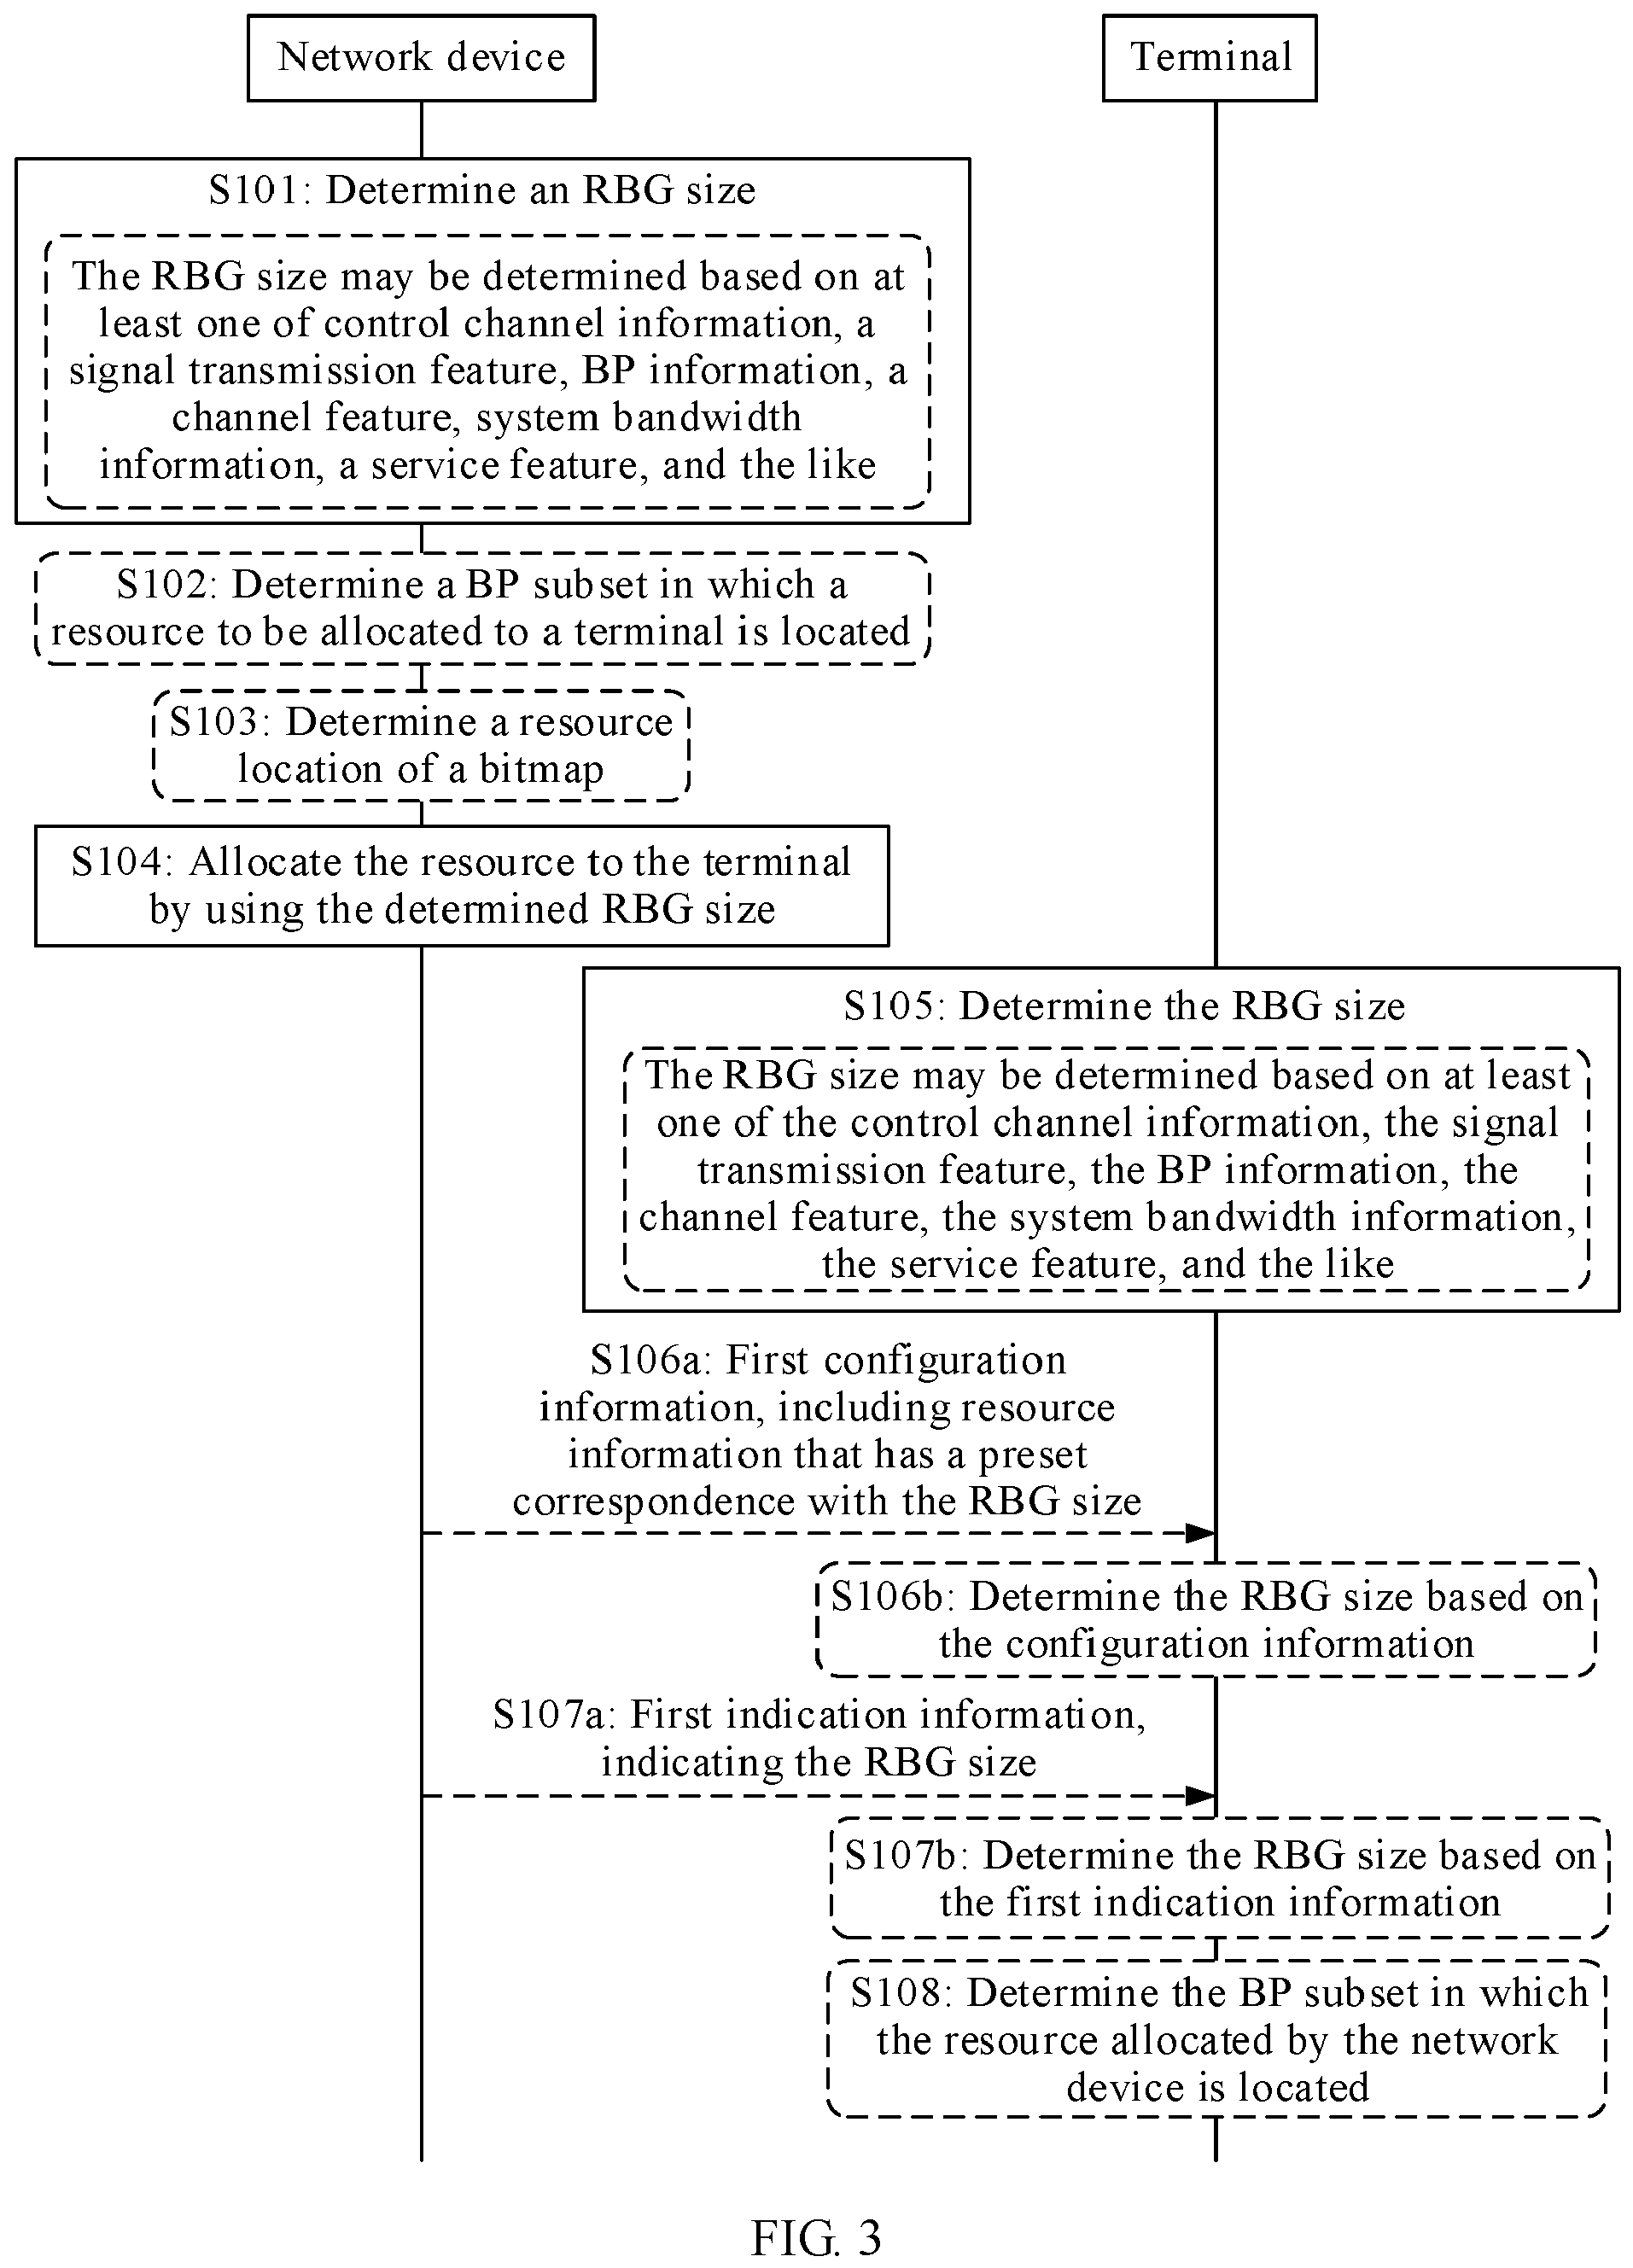 Network device
Terminal
S101: Determine an RBG size
The RBG size may be determined based on at
least one of control channel information, a
signal transmission feature, BP information, a
channel feature, system bandwidth
information, a service feature, and the like
S102: Determine a BP subset in which a
resource to be allocated to a terminal is located
S103: Determine a resource
location of a bitmap
S104: Allocate the resource to the terminal
by using the determined RBG size
S105: Determine the RBG size
The RBG size may be determined based on at least
one of the control channel information, the signal
transmission feature, the BP information, the
channel feature, the system bandwidth information,
the service feature, and the like
S106a: First configuration
information, including resource
information that has a preset
correspondence with the RBG size
S106b: Determine the RBG size based on
the configuration information
S107a: First indication information,
indicating the RBG size
S107b: Determine the RBG size based on
the first indication information
S108: Determine the BP subset in which
the resource allocated by the network
device is located
FIG. 3